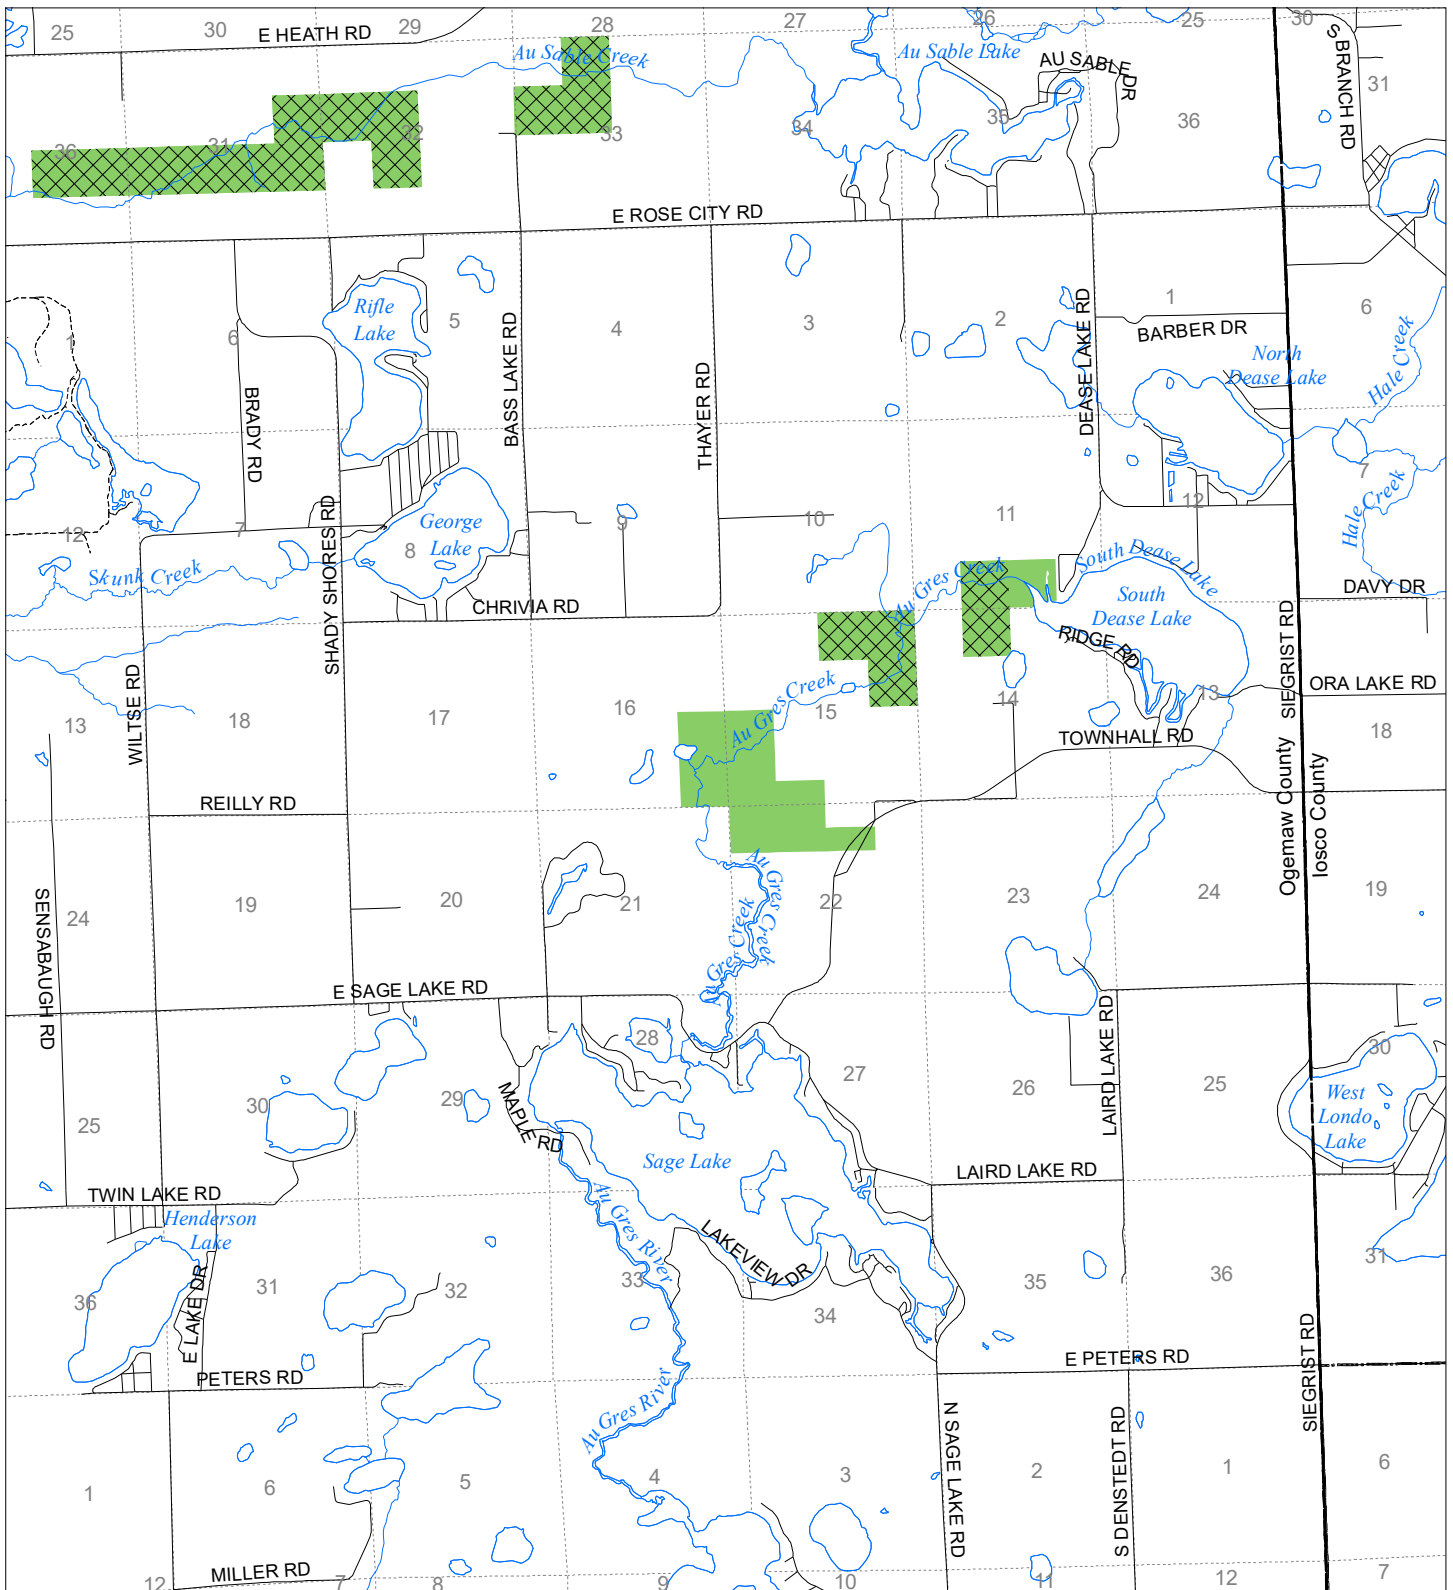 25
30
29
28
27
26
25
30
E HEATH RD
Au Sable Creek
Au Sable Lake
AU SABLE DR
S BRANCH RD
31
36
31
32
33
34
35
36
E ROSE CITY RD
Rifle
Lake
1
6
5
4
3
2
1
6
BARBER DR
North
Dease Lake
Hale Creek
BRADY RD
BASS LAKE RD
THAYER RD
DEASE LAKE RD
7
12
7
SHADY SHORES RD
8
George
Lake
9
10
11
12
Hale Creek
Skunk Creek
CHRIVIA RD
Au Gres Creek
South Dease Lake
South
Dease Lake
DAVY DR
RIDGE RD
SIEGRIST RD
ORA LAKE RD
WILTSE RD
13
18
17
16
15
Au Gres Creek
14
13
18
TOWNHALL RD
REILLY RD
Ogemaw County
Iosco County
SENSABAUGH RD
24
19
20
21
22
23
24
19
Au Gres Creek
Au Gres Creek
E SAGE LAKE RD
28
27
26
25
30
LAIRD LAKE RD
West
Londo
Lake
25
30
29
MAPLE RD
Sage Lake
LAIRD LAKE RD
TWIN LAKE RD
Henderson
Lake
Au Gres River
LAKEVIEW DR
36
E LAKE DR
31
32
33
34
35
36
31
PETERS RD
E PETERS RD
SIEGRIST RD
Au Gres River
N SAGE LAKE RD
S DENSTEDT RD
1
6
5
4
3
2
1
6
MILLER RD
12
7
8
9
10
11
12
7